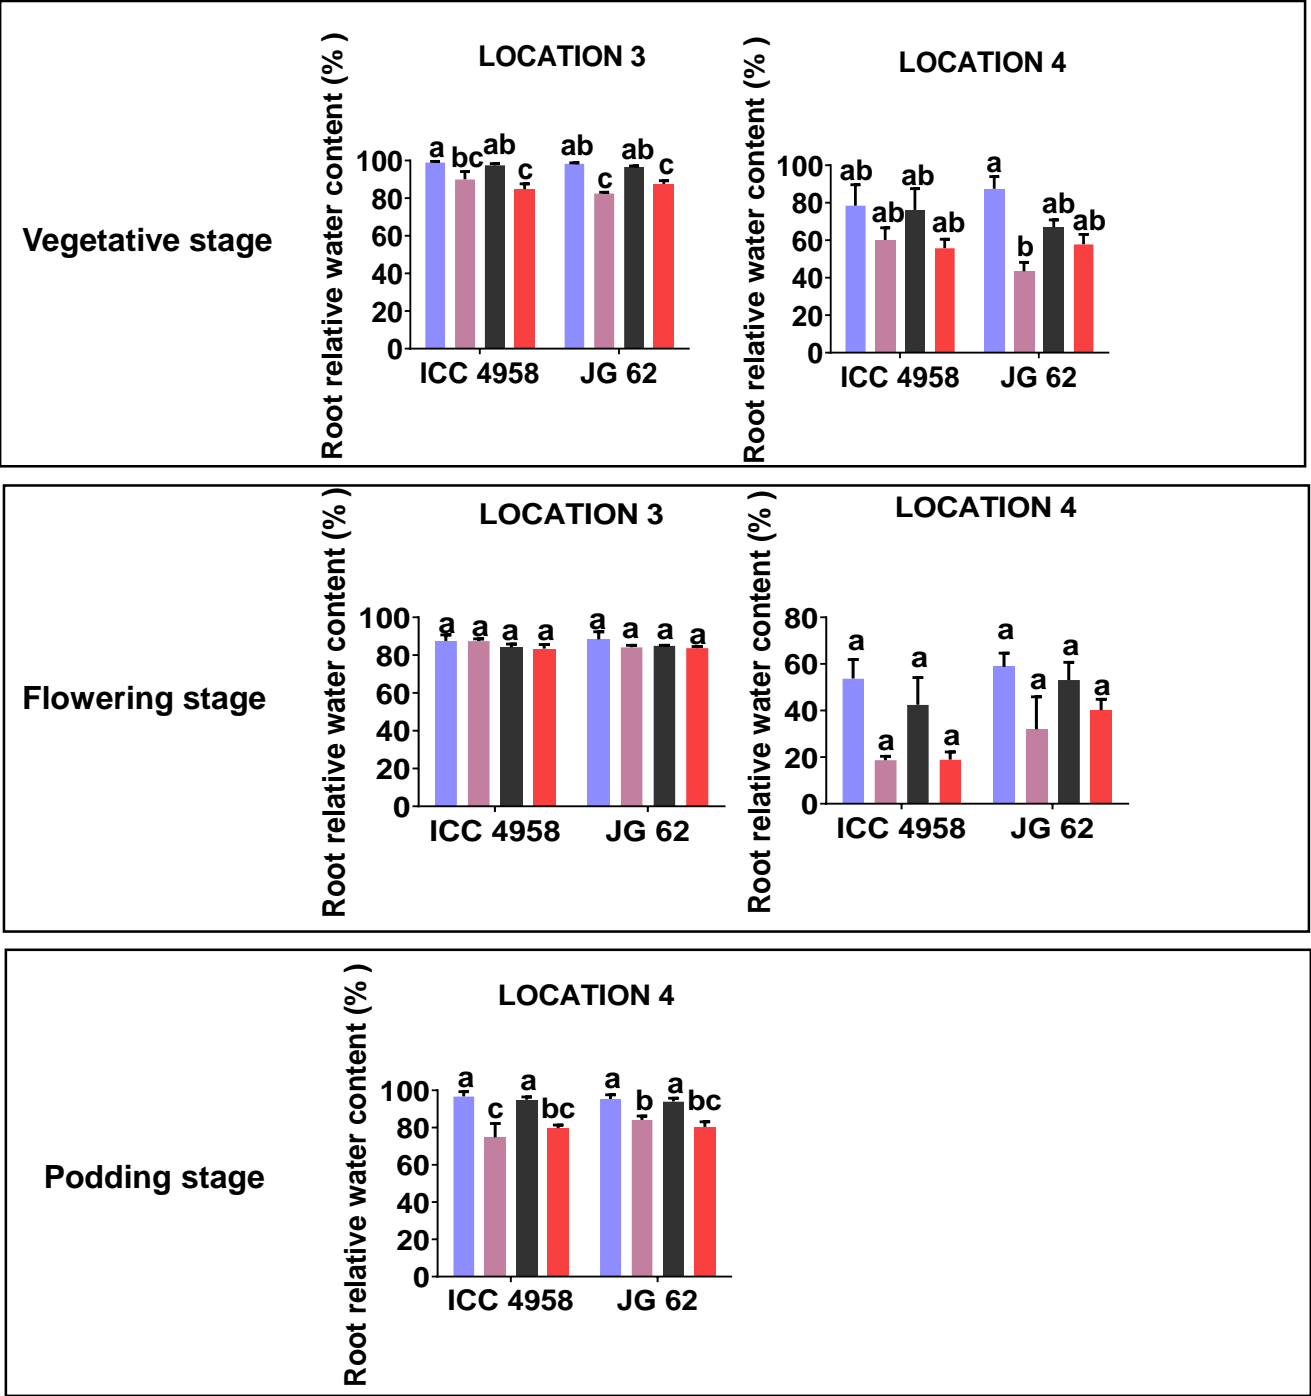 Vegetative stage
LOCATION 3
Root relative water content (% )
100
80
60
40
20
0
a bc ab c ab c ab c
ICC 4958 JG 62
LOCATION 4
Root relative water content (% )
100
80
60
40
20
0
ab ab ab ab a b ab ab
ICC 4958 JG 62
Flowering stage
LOCATION 3
Root relative water content (% )
100
80
60
40
20
0
a a a a a a a a
ICC 4958 JG 62
LOCATION 4
Root relative water content (% )
80
60
40
20
0
a a a a a a a a
ICC 4958 JG 62
Podding stage
LOCATION 4
Root relative water content (% )
100
80
60
40
20
0
a c a bc a b a bc
ICC 4958 JG 62